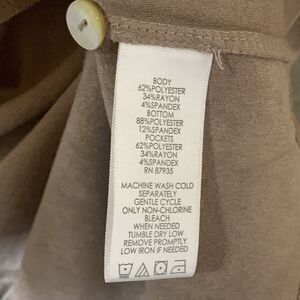 BODY
62%POLYESTER
34%RAYON
4%SPANDEX
BOTTOM
88%POLYESTER
12%SPANDEX
POCKETS
62%POLYESTER
34%RAYON
4%SPANDEX
RN 87935
MACHINE WASH COLD
SEPARATELY
GENTLE CYCLE
ONLY NON-CHLORINE
BLEACH
WHEN NEEDED
TUMBLE DRY LOW
REMOVE PROMPTLY
LOW IRON IF NEEDED